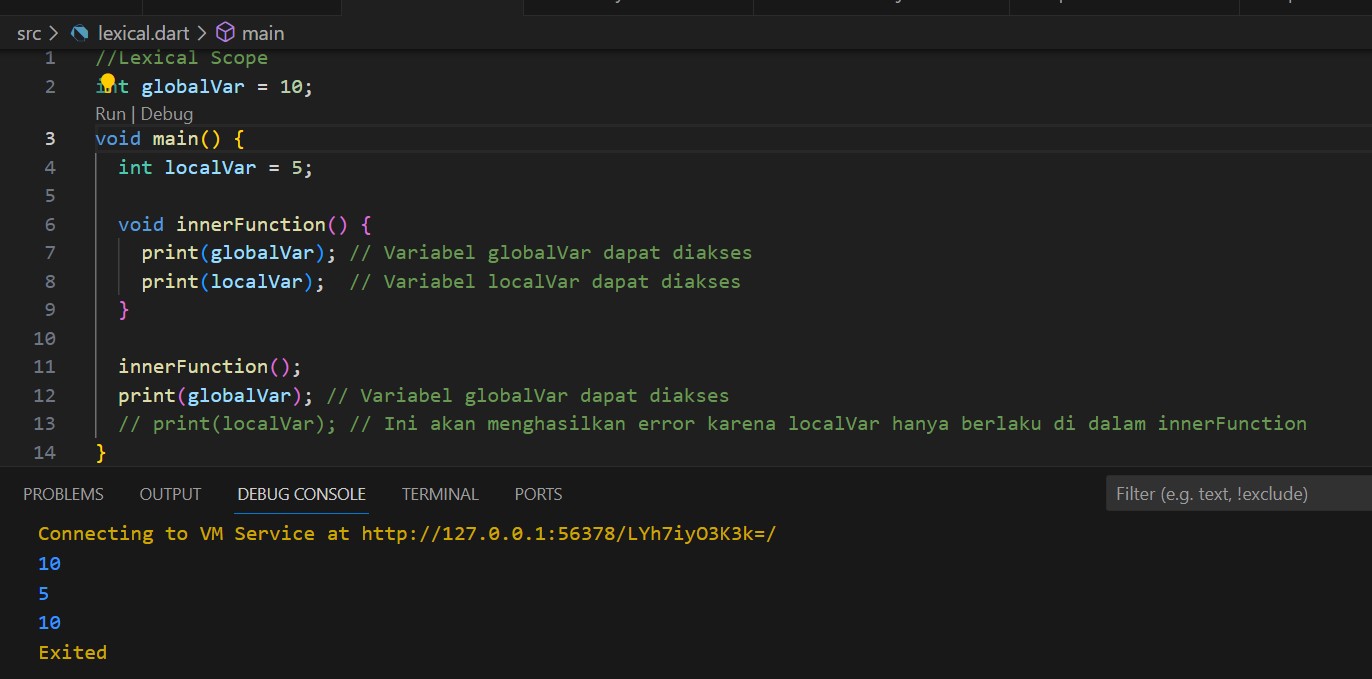 src > lexical.dart > main
1 //Lexical Scope
2 int globalVar = 10;
Run | Debug
3 void main() {
4   int localVar = 5;
5
6   void innerFunction() {
7     print(globalVar); // Variabel globalVar dapat diakses
8     print(localVar);  // Variabel localVar dapat diakses
9   }
10
11   innerFunction();
12   print(globalVar); // Variabel globalVar dapat diakses
13   // print(localVar); // Ini akan menghasilkan error karena localVar hanya berlaku di dalam innerFunction
14 }
PROBLEMS OUTPUT DEBUG CONSOLE TERMINAL PORTS Filter (e.g. text, !exclude)
Connecting to VM Service at http://127.0.0.1:56378/LYh7iyO3K3k=/
10
5
10
Exited